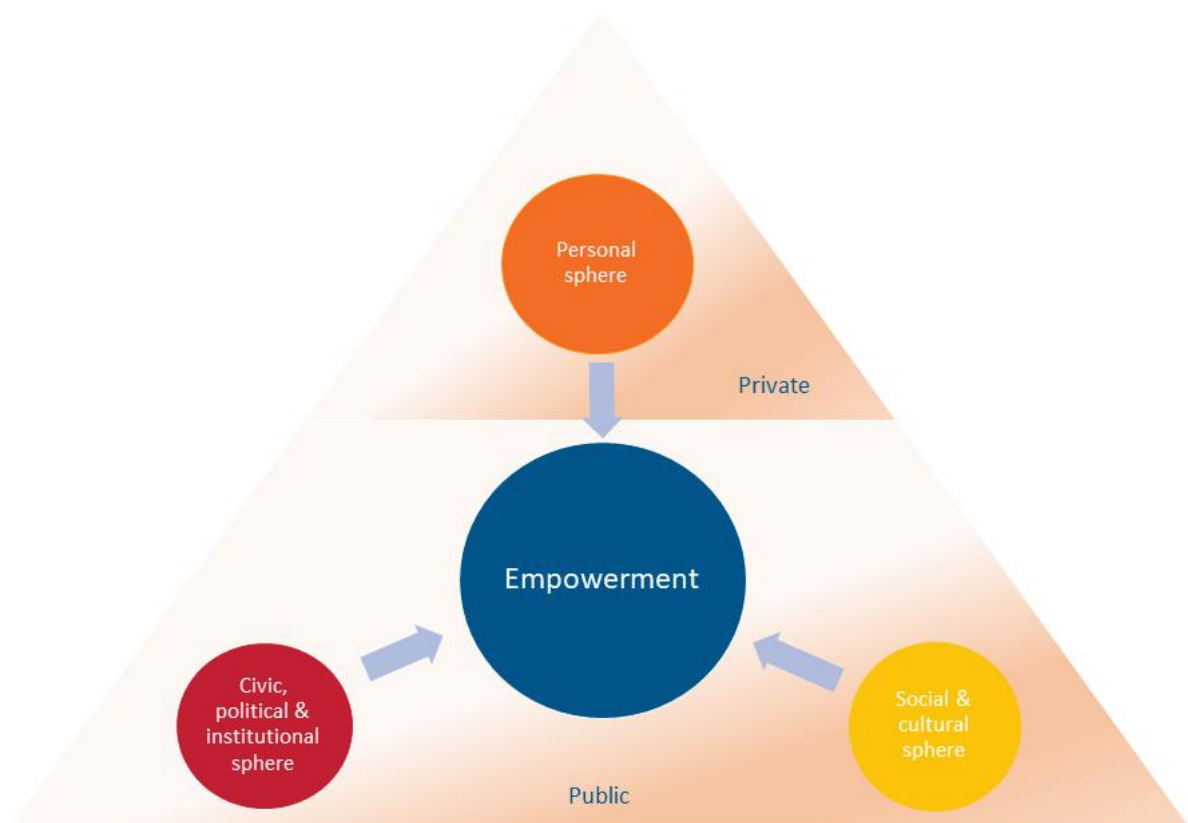 Personal
sphere
Private
Empowerment
Civic,
political &
institutional
sphere
Social &
cultural
sphere
Public